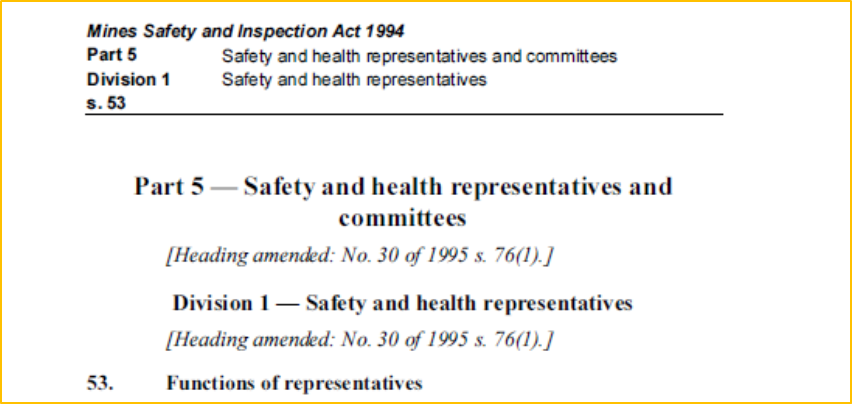 Mines Safety and Inspection Act 1994
Part 5 Safety and health representatives and committees
Division 1 Safety and health representatives
s. 53
Part 5 — Safety and health representatives and
committees
[Heading amended: No. 30 of 1995 s. 76(1).]
Division 1 — Safety and health representatives
[Heading amended: No. 30 of 1995 s. 76(1).]
53. Functions of representatives